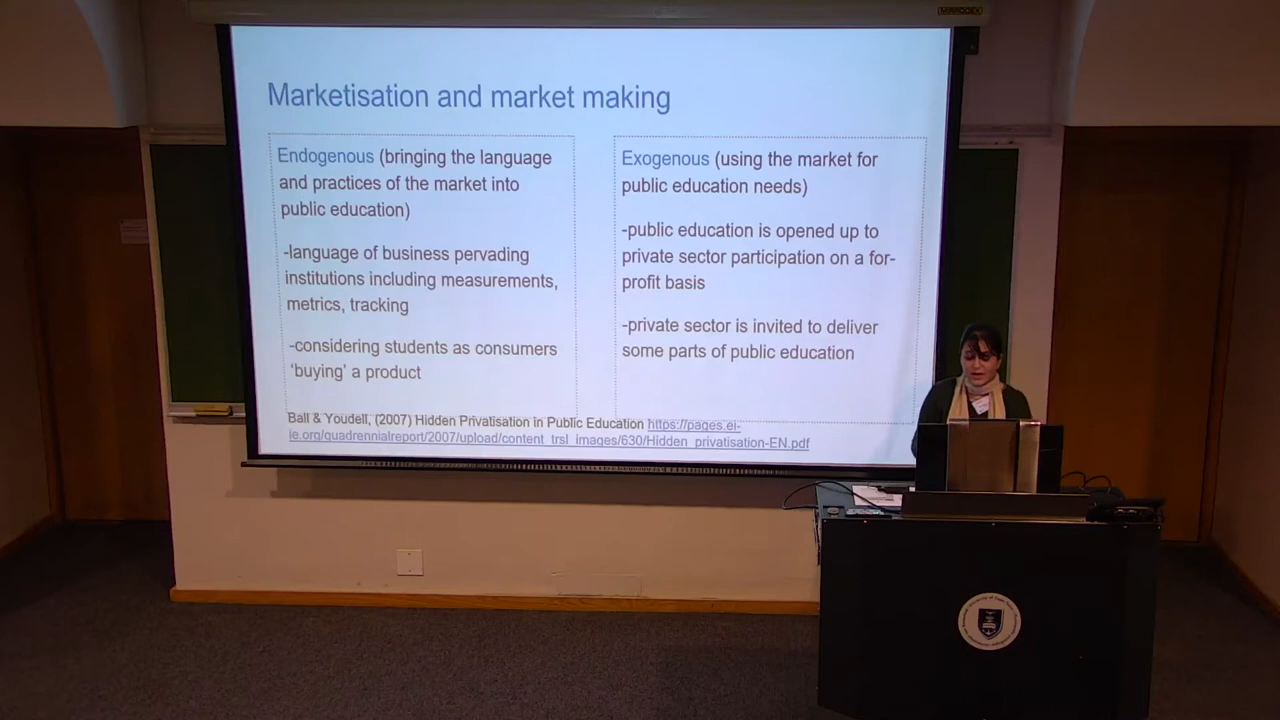 Marketisation and market making
Endogenous (bringing the language
and practices of the market into
public education)
-language of business pervading
institutions including measurements,
metrics, tracking
-considering students as consumers
'buying' a product
Exogenous (using the market for
public education needs)
-public education is opened up to
private sector participation on a for-
profit basis
-private sector is invited to deliver
some parts of public education
Ball & Youdell, (2007) Hidden Privatisation in Public Education https://pages.ei-
ie.org/quadrennialreport/2007/upload/content_trsl_images/630/Hidden_privatisation-EN.pdf